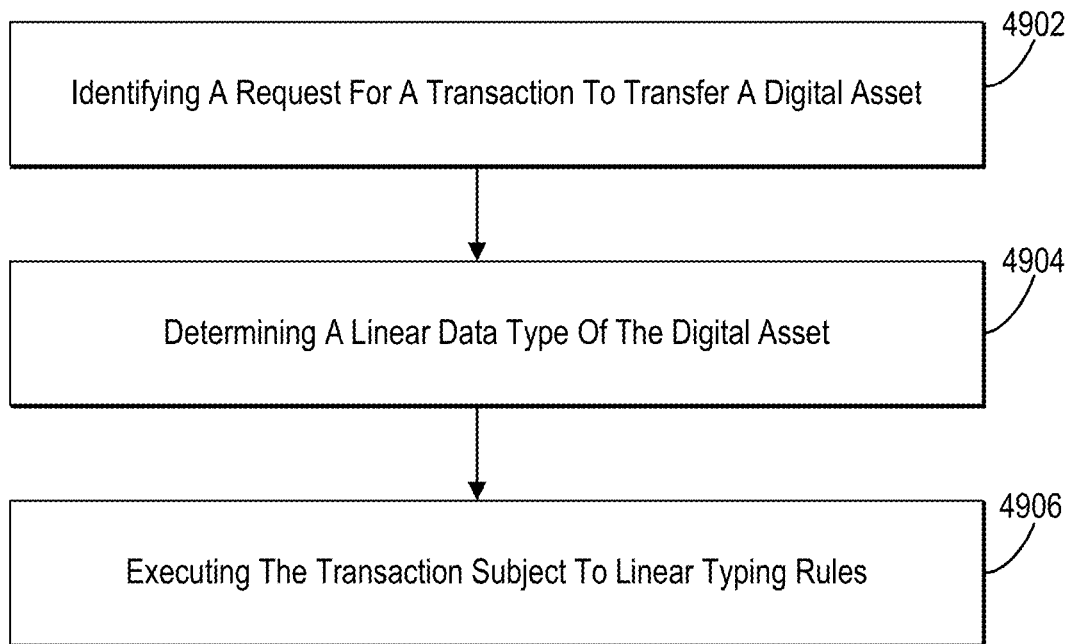 4902
Identifying A Request For A Transaction To Transfer A Digital Asset
4904
Determining A Linear Data Type Of The Digital Asset
4906
Executing The Transaction Subject To Linear Typing Rules